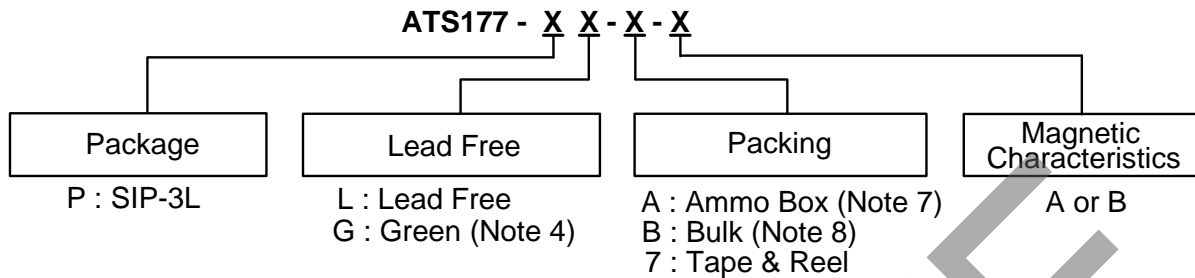 ATS177 - X X - X - X
Package
Lead Free
Packing
Magnetic
Characteristics
P : SIP-3L
L : Lead Free
G : Green (Note 4)
A : Ammo Box (Note 7)
B : Bulk (Note 8)
7 : Tape & Reel
A or B